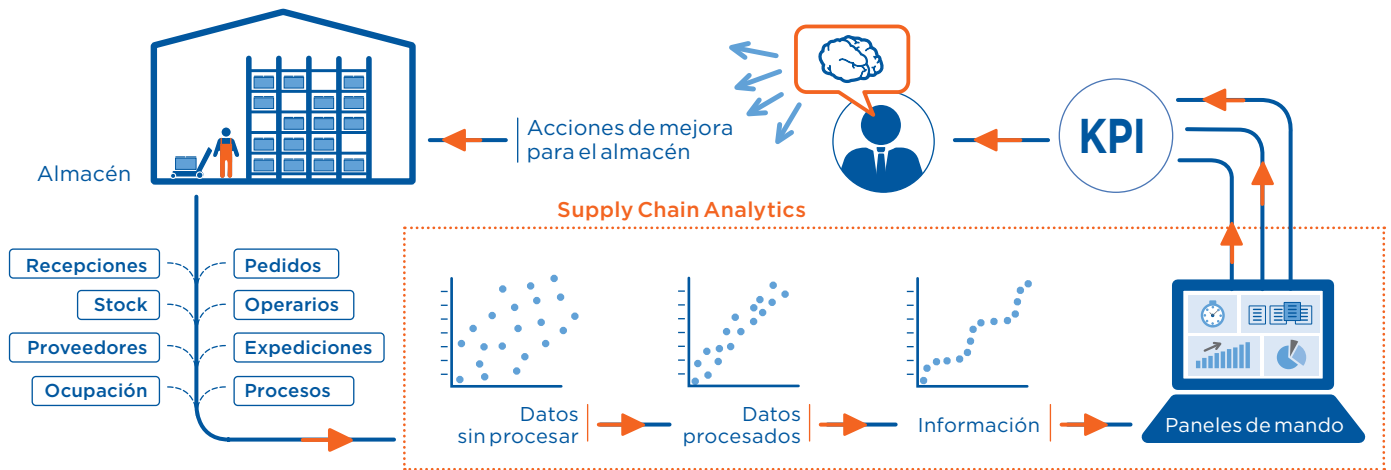 Almacén
Acciones de mejora
para el almacén
KPI
Supply Chain Analytics
Recepciones
Pedidos
Stock
Operarios
Proveedores
Expediciones
Ocupación
Procesos
Datos
sin procesar
Datos
procesados
Información
Paneles de mando